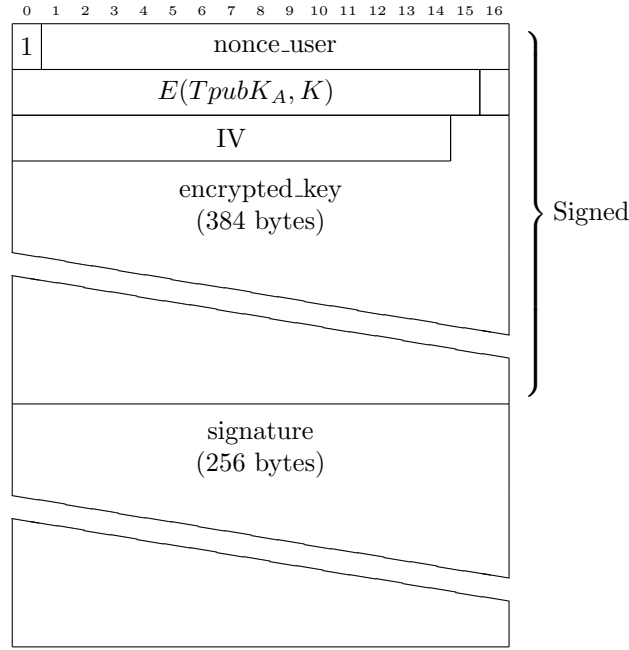 0 1 2 3 4 5 6 7 8 9 10 11 12 13 14 15 16
1 nonce_user
E(TpubK_A, K)
IV
encrypted_key
(384 bytes)
Signed
signature
(256 bytes)